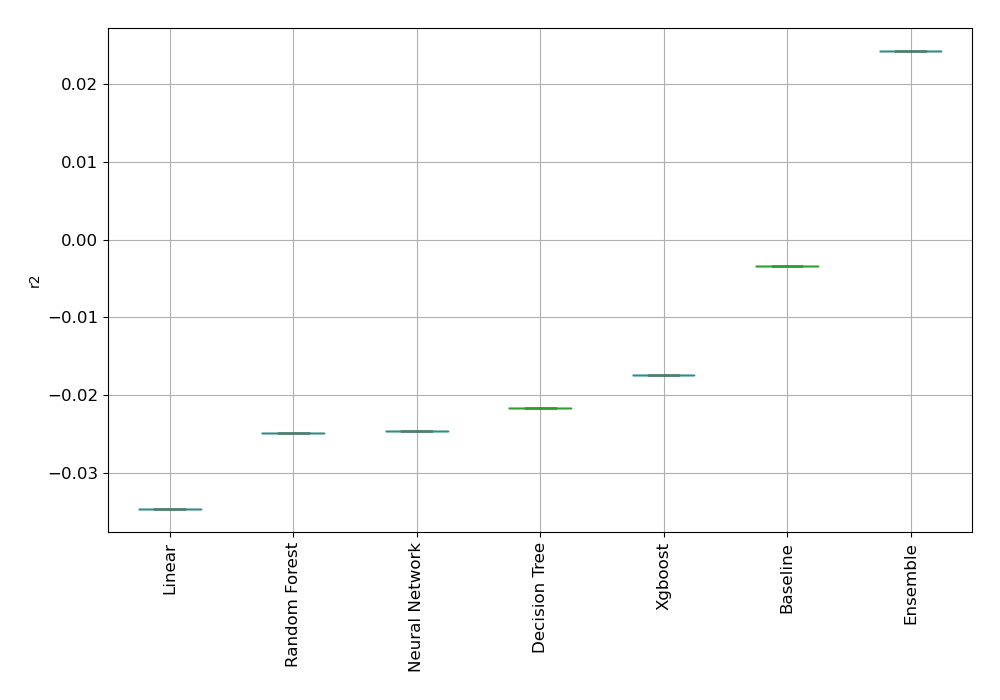 0.02
0.01
0.00
−0.01
−0.02
−0.03
r2
Linear
Random Forest
Neural Network
Decision Tree
Xgboost
Baseline
Ensemble